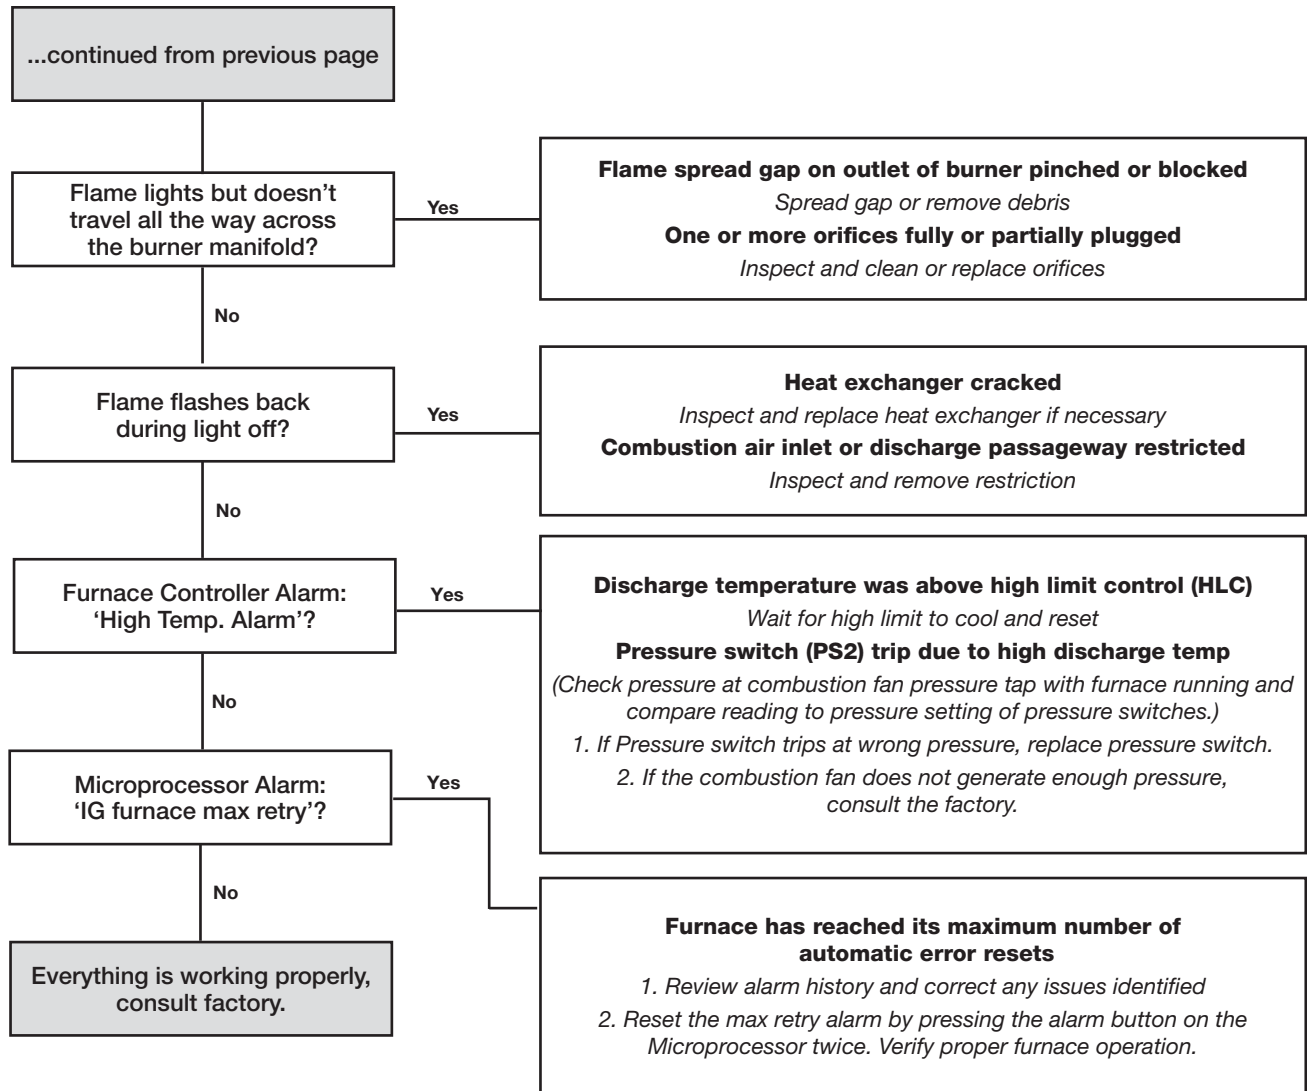 ...continued from previous page
Flame lights but doesn’t
travel all the way across
the burner manifold?
Yes
Flame spread gap on outlet of burner pinched or blocked
Spread gap or remove debris
One or more orifices fully or partially plugged
Inspect and clean or replace orifices
No
Flame flashes back
during light off?
Yes
Heat exchanger cracked
Inspect and replace heat exchanger if necessary
Combustion air inlet or discharge passageway restricted
Inspect and remove restriction
No
Furnace Controller Alarm:
‘High Temp. Alarm’?
Yes
Discharge temperature was above high limit control (HLC)
Wait for high limit to cool and reset
Pressure switch (PS2) trip due to high discharge temp
(Check pressure at combustion fan pressure tap with furnace running and
compare reading to pressure setting of pressure switches.)
1. If Pressure switch trips at wrong pressure, replace pressure switch.
2. If the combustion fan does not generate enough pressure,
consult the factory.
No
Microprocessor Alarm:
‘IG furnace max retry’?
Yes
Furnace has reached its maximum number of
automatic error resets
1. Review alarm history and correct any issues identified
2. Reset the max retry alarm by pressing the alarm button on the
Microprocessor twice. Verify proper furnace operation.
No
Everything is working properly,
consult factory.